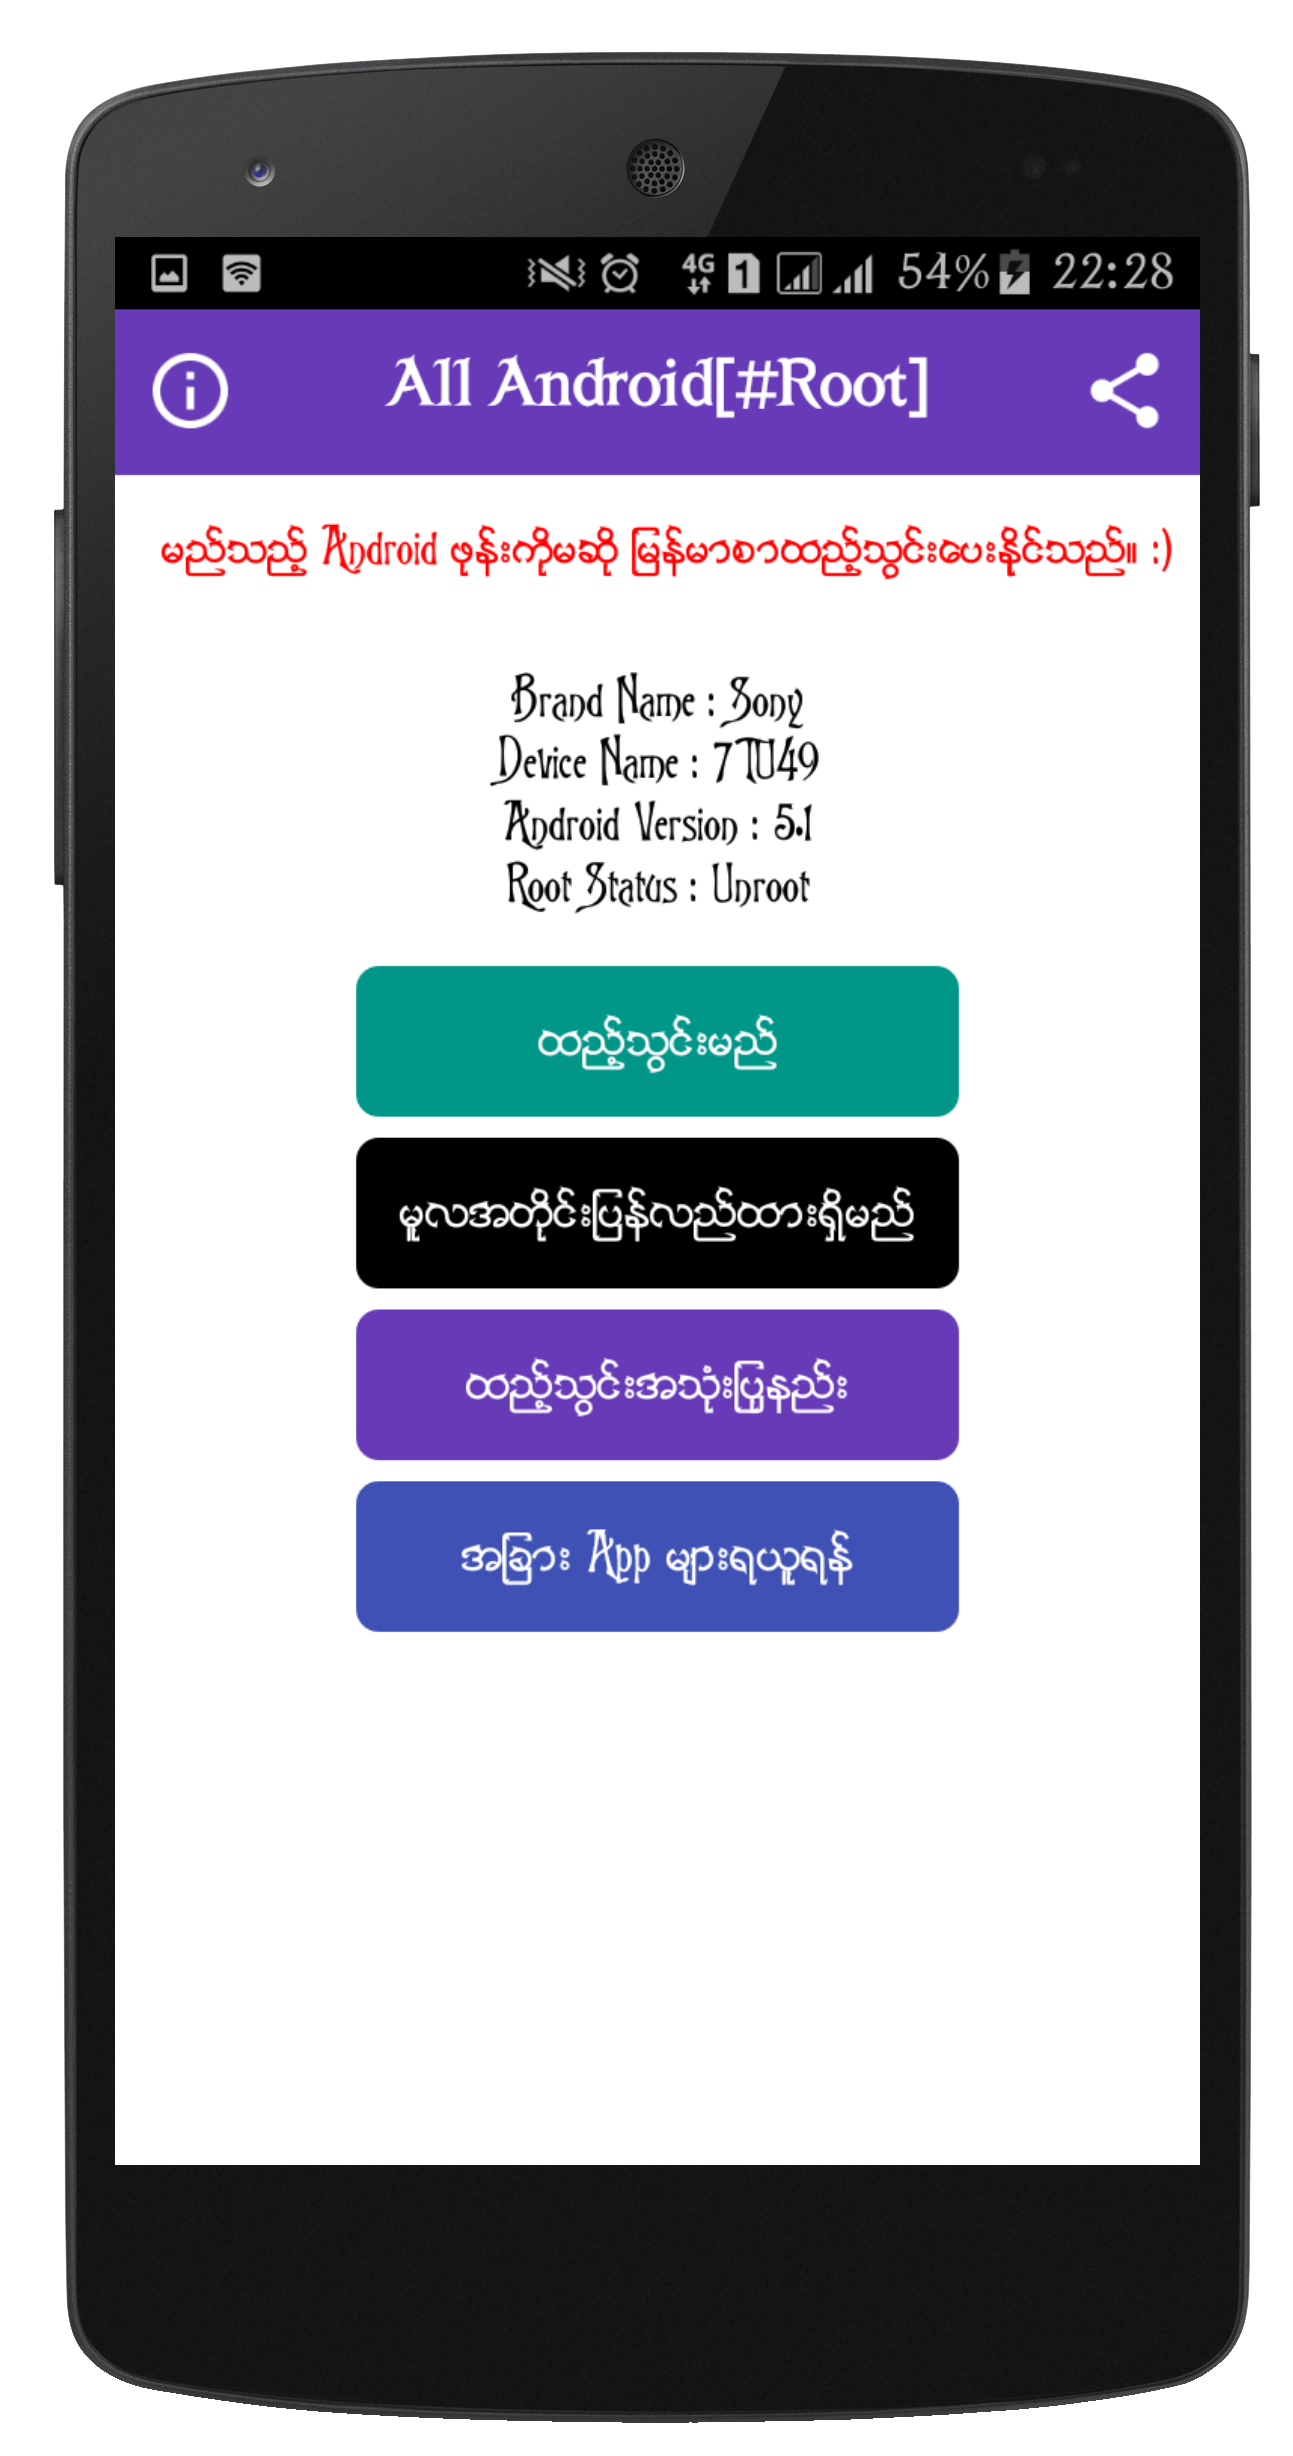 4G 1 54% 22:28
All Android[#Root]
မည်သည့် Android ဖုန်းကိုမဆို မြန်မာစာထည့်သွင်းပေးနိုင်သည်။ :)
Brand Name : Sony
Device Name : 7TU49
Android Version : 5.1
Root Status : Unroot
ထည့်သွင်းမည်
မူလအတိုင်းပြန်လည်ထားရှိမည်
ထည့်သွင်းအသုံးပြုနည်း
အခြား App များရယူရန်